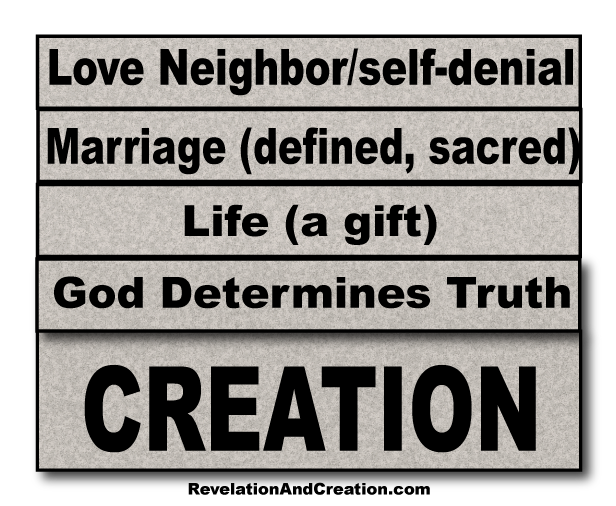 Love Neighbor/self-denial
Marriage (defined, sacred)
Life (a gift)
God Determines Truth
CREATION
RevelationAndCreation.com